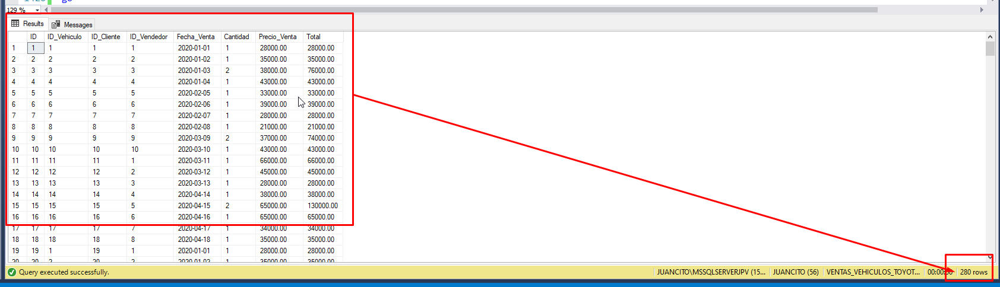 129 %
Results Messages
ID ID_Vehiculo ID_Cliente ID_Vendedor Fecha_Venta Cantidad Precio_Venta Total
1 1 1 1 1 2020-01-01 1 28000.00 28000.00
2 2 2 2 2 2020-01-02 1 35000.00 35000.00
3 3 3 3 3 2020-01-03 2 38000.00 76000.00
4 4 4 4 4 2020-01-04 1 43000.00 43000.00
5 5 5 5 5 2020-02-05 1 33000.00 33000.00
6 6 6 6 6 2020-02-06 1 39000.00 39000.00
7 7 7 7 7 2020-02-07 1 28000.00 28000.00
8 8 8 8 8 2020-02-08 1 21000.00 21000.00
9 9 9 9 9 2020-03-09 2 37000.00 74000.00
10 10 10 10 10 2020-03-10 1 43000.00 43000.00
11 11 11 11 1 2020-03-11 1 66000.00 66000.00
12 12 12 12 2 2020-03-12 1 45000.00 45000.00
13 13 13 13 3 2020-03-13 1 28000.00 28000.00
14 14 14 14 4 2020-04-14 1 38000.00 38000.00
15 15 15 15 5 2020-04-15 2 65000.00 130000.00
16 16 16 16 6 2020-04-16 1 65000.00 65000.00
17 17 17 17 7 2020-04-17 1 34000.00 34000.00
18 18 18 18 8 2020-04-18 1 35000.00 35000.00
19 19 1 19 1 2020-01-01 1 28000.00 28000.00
20 20 2 20 2 2020-01-02 1 35000.00 35000.00
Query executed successfully. JUANCITO\MSSQLSERVERJPV (15... JUANCITO (56) VENTAS_VEHICULOS_TOYOT... 280 rows